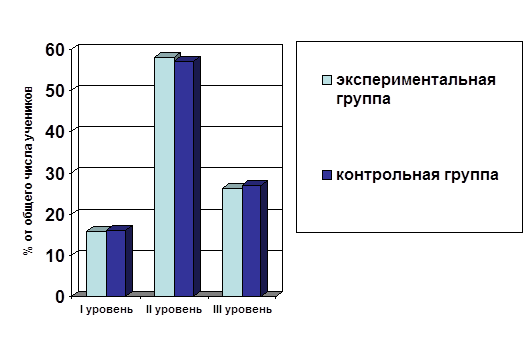 % от общего числа учеников
60
50
40
30
20
10
0
I уровень II уровень III уровень
экспериментальная
группа
контрольная группа